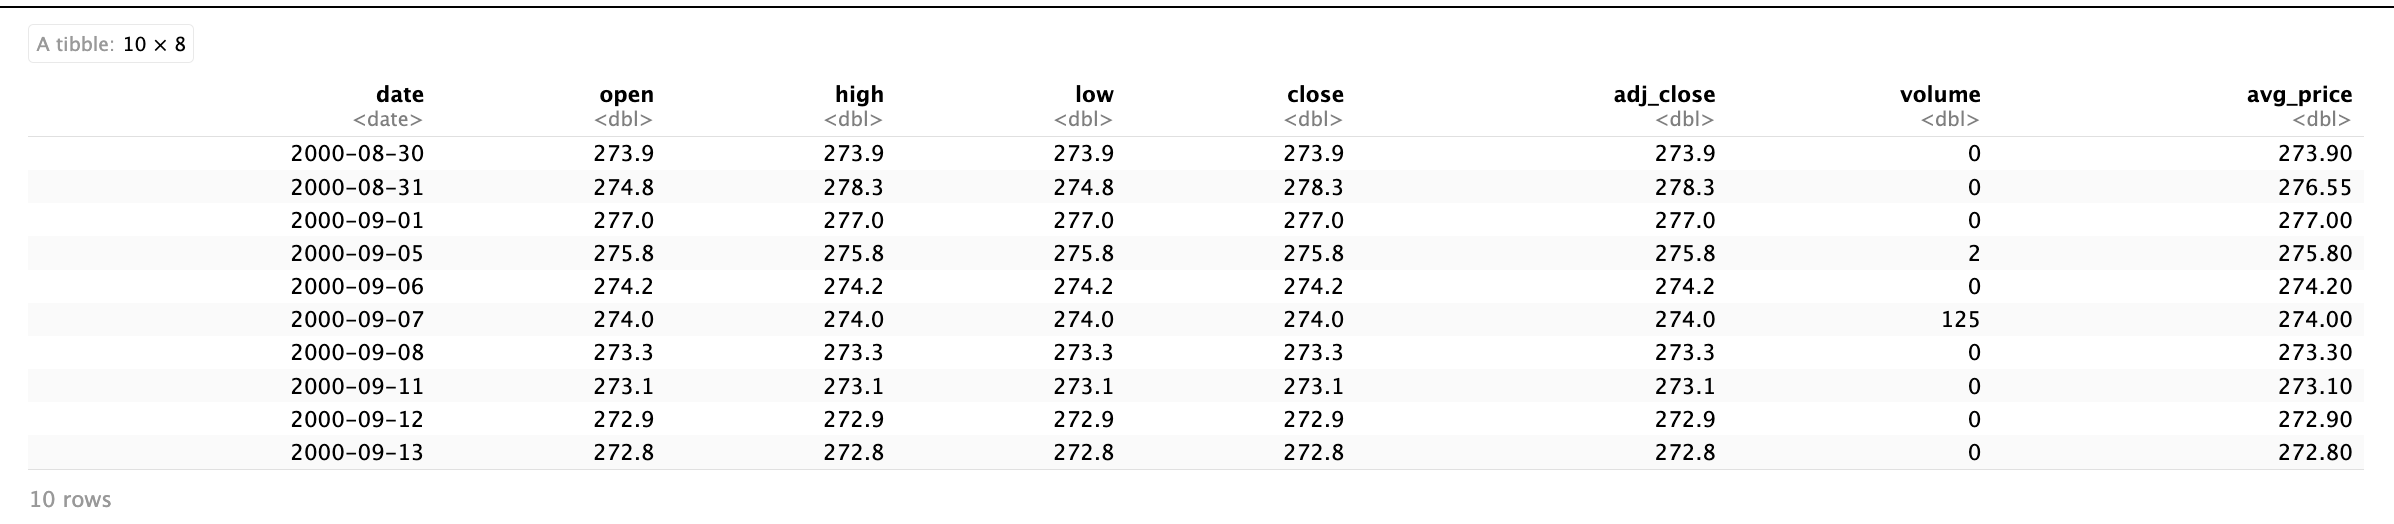 A tibble: 10 × 8
date open high low close adj_close volume avg_price
<date> <dbl> <dbl> <dbl> <dbl> <dbl> <dbl> <dbl>
2000-08-30 273.9 273.9 273.9 273.9 273.9 0 273.90
2000-08-31 274.8 278.3 274.8 278.3 278.3 0 276.55
2000-09-01 277.0 277.0 277.0 277.0 277.0 0 277.00
2000-09-05 275.8 275.8 275.8 275.8 275.8 2 275.80
2000-09-06 274.2 274.2 274.2 274.2 274.2 0 274.20
2000-09-07 274.0 274.0 274.0 274.0 274.0 125 274.00
2000-09-08 273.3 273.3 273.3 273.3 273.3 0 273.30
2000-09-11 273.1 273.1 273.1 273.1 273.1 0 273.10
2000-09-12 272.9 272.9 272.9 272.9 272.9 0 272.90
2000-09-13 272.8 272.8 272.8 272.8 272.8 0 272.80
10 rows